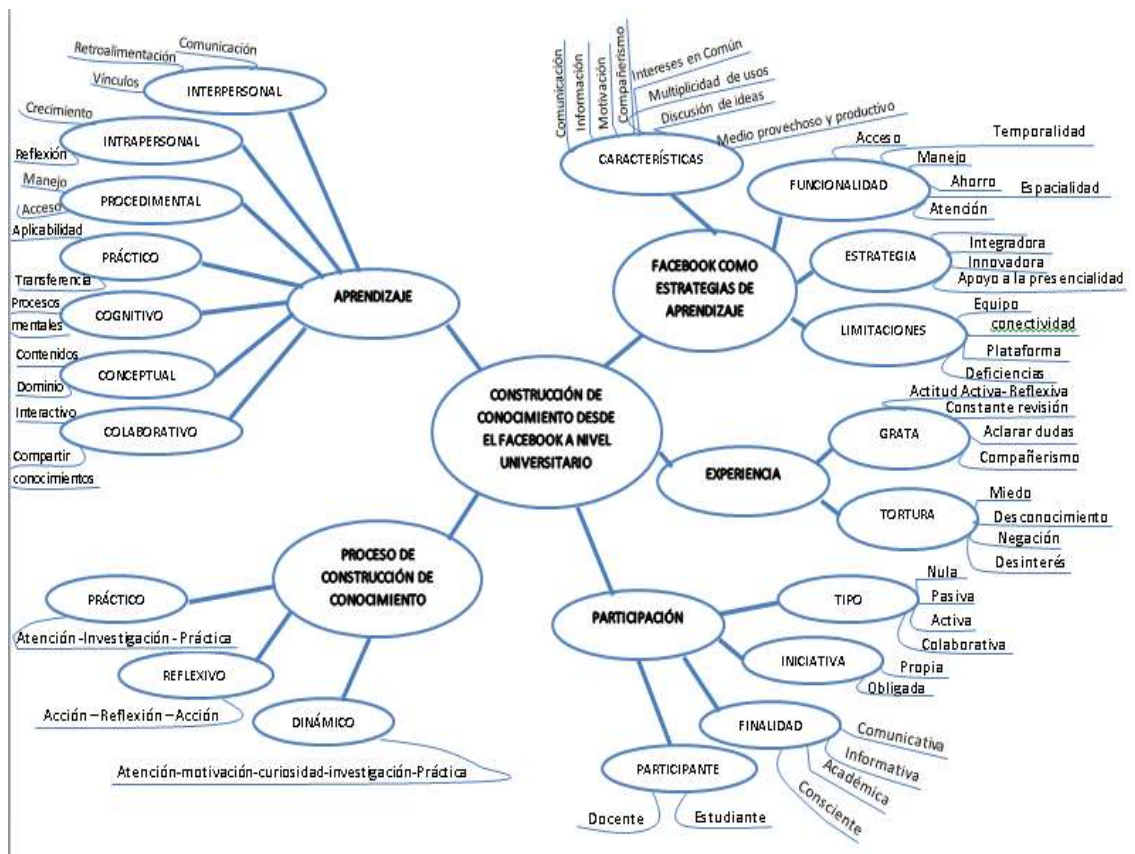 Retroalimentación
Comunicación
Vínculos
INTERPERSONAL
Crecimiento
INTRAPERSONAL
Reflexión
Manejo
PROCEDIMENTAL
Acceso
Aplicabilidad
PRÁCTICO
Transferencia
Procesos
mentales
COGNITIVO
Contenidos
CONCEPTUAL
Dominio
Interactivo
COLABORATIVO
Compartir
conocimientos
APRENDIZAJE
Comunicación
Información
Motivación
Compañerismo
Intereses en Común
Multiplicidad de usos
Discusión de ideas
Medio provechoso y productivo
CARACTERÍSTICAS
Acceso
Temporalidad
Manejo
FUNCIONALIDAD
Ahorro
Espacialidad
Atención
FACEBOOK COMO
ESTRATEGIAS DE
APRENDIZAJE
ESTRATEGIA
Integradora
Innovadora
Apoyo a la presencialidad
LIMITACIONES
Equipo
conectividad
Plataforma
Deficiencias
CONSTRUCCIÓN DE
CONOCIMIENTO DESDE
EL FACEBOOK A NIVEL
UNIVERSITARIO
EXPERIENCIA
Actitud Activa- Reflexiva
Constante revisión
GRATA
Aclarar dudas
Compañerismo
TORTURA
Miedo
Desconocimiento
Negación
Desinterés
PROCESO DE
CONSTRUCCIÓN DE
CONOCIMIENTO
PRÁCTICO
Atención -Investigación - Práctica
REFLEXIVO
Acción – Reflexión – Acción
DINÁMICO
Atención-motivación-curiosidad-investigación-Práctica
PARTICIPACIÓN
TIPO
Nula
Pasiva
Activa
Colaborativa
INICIATIVA
Propia
Obligada
FINALIDAD
Comunicativa
Informativa
Académica
Consciente
PARTICIPANTE
Docente
Estudiante